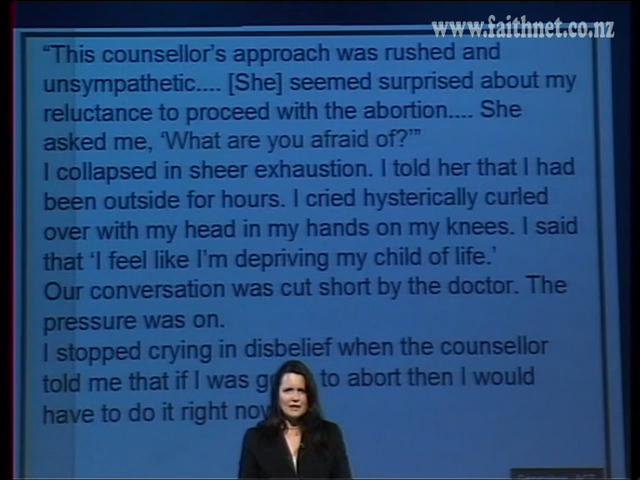 www.faithnet.co.nz
“This counsellor’s approach was rushed and
unsympathetic.... [She] seemed surprised about my
reluctance to proceed with the abortion.... She
asked me, ‘What are you afraid of?’”
I collapsed in sheer exhaustion. I told her that I had
been outside for hours. I cried hysterically curled
over with my head in my hands on my knees. I said
that ‘I feel like I’m depriving my child of life.’
Our conversation was cut short by the doctor. The
pressure was on.
I stopped crying in disbelief when the counsellor
told me that if I was to abort then I would
have to do it right